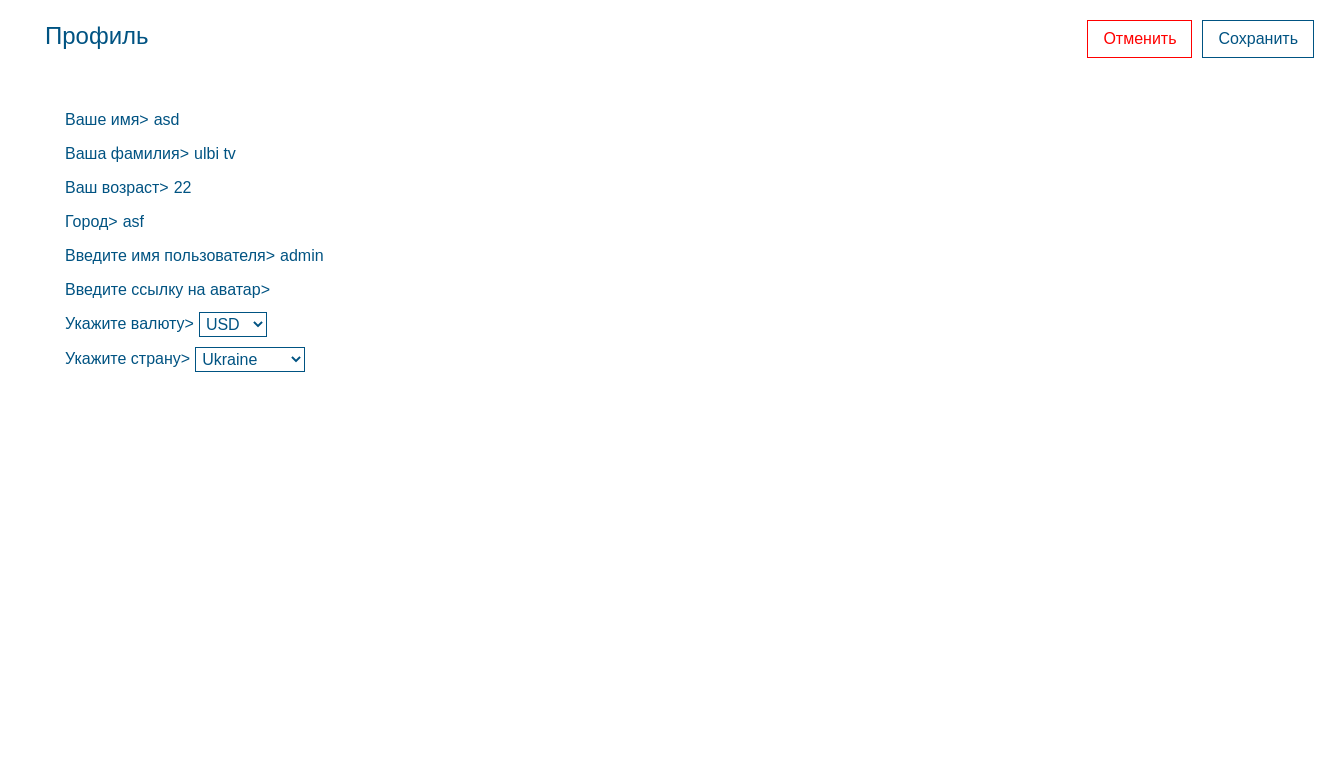 Профиль
Отменить
Сохранить
Ваше имя> asd
Ваша фамилия> ulbi tv
Ваш возраст> 22
Город> asf
Введите имя пользователя> admin
Введите ссылку на аватар>
Укажите валюту> USD
Укажите страну> Ukraine